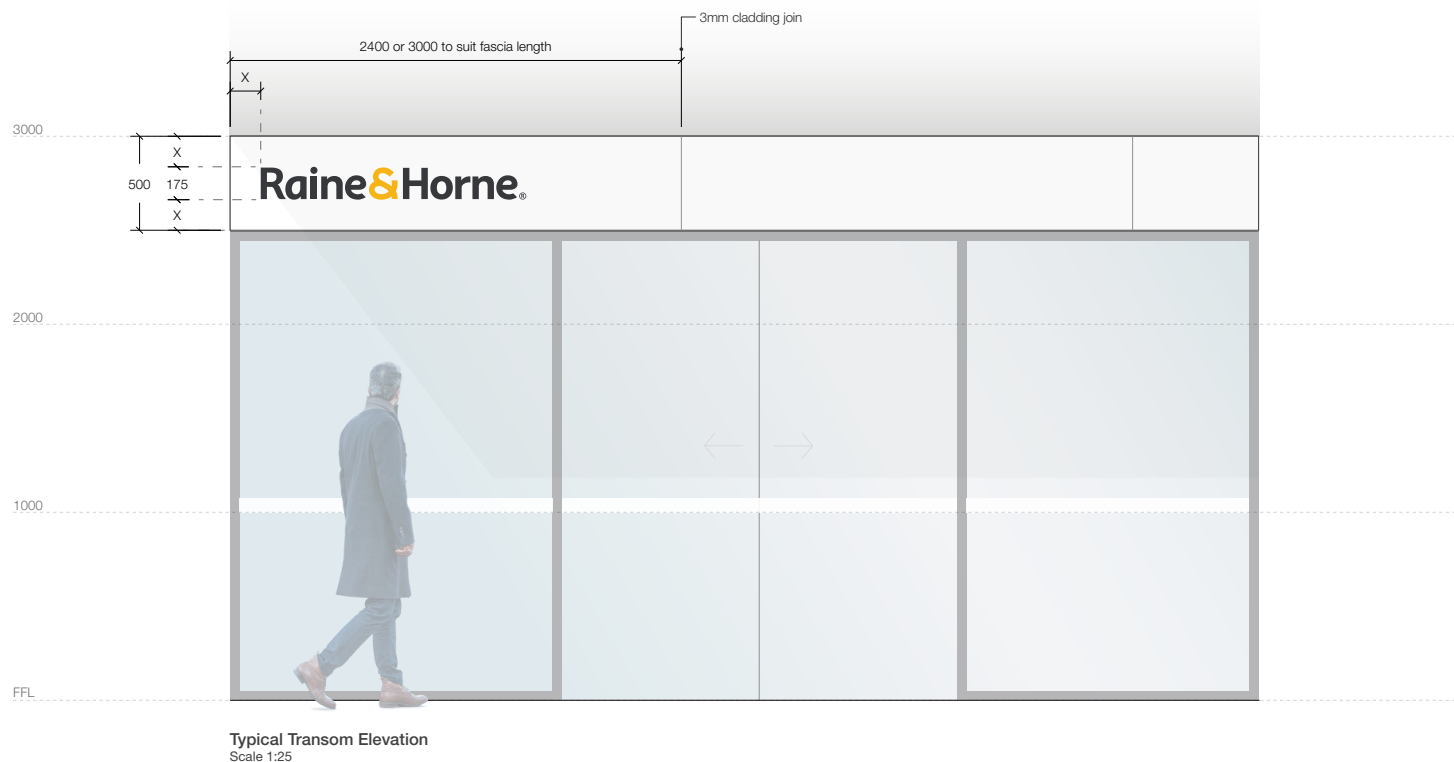 3mm cladding join
2400 or 3000 to suit fascia length
X
3000
X
500 175
Raine&Horne®
X
2000
1000
FFL
Typical Transom Elevation
Scale 1:25